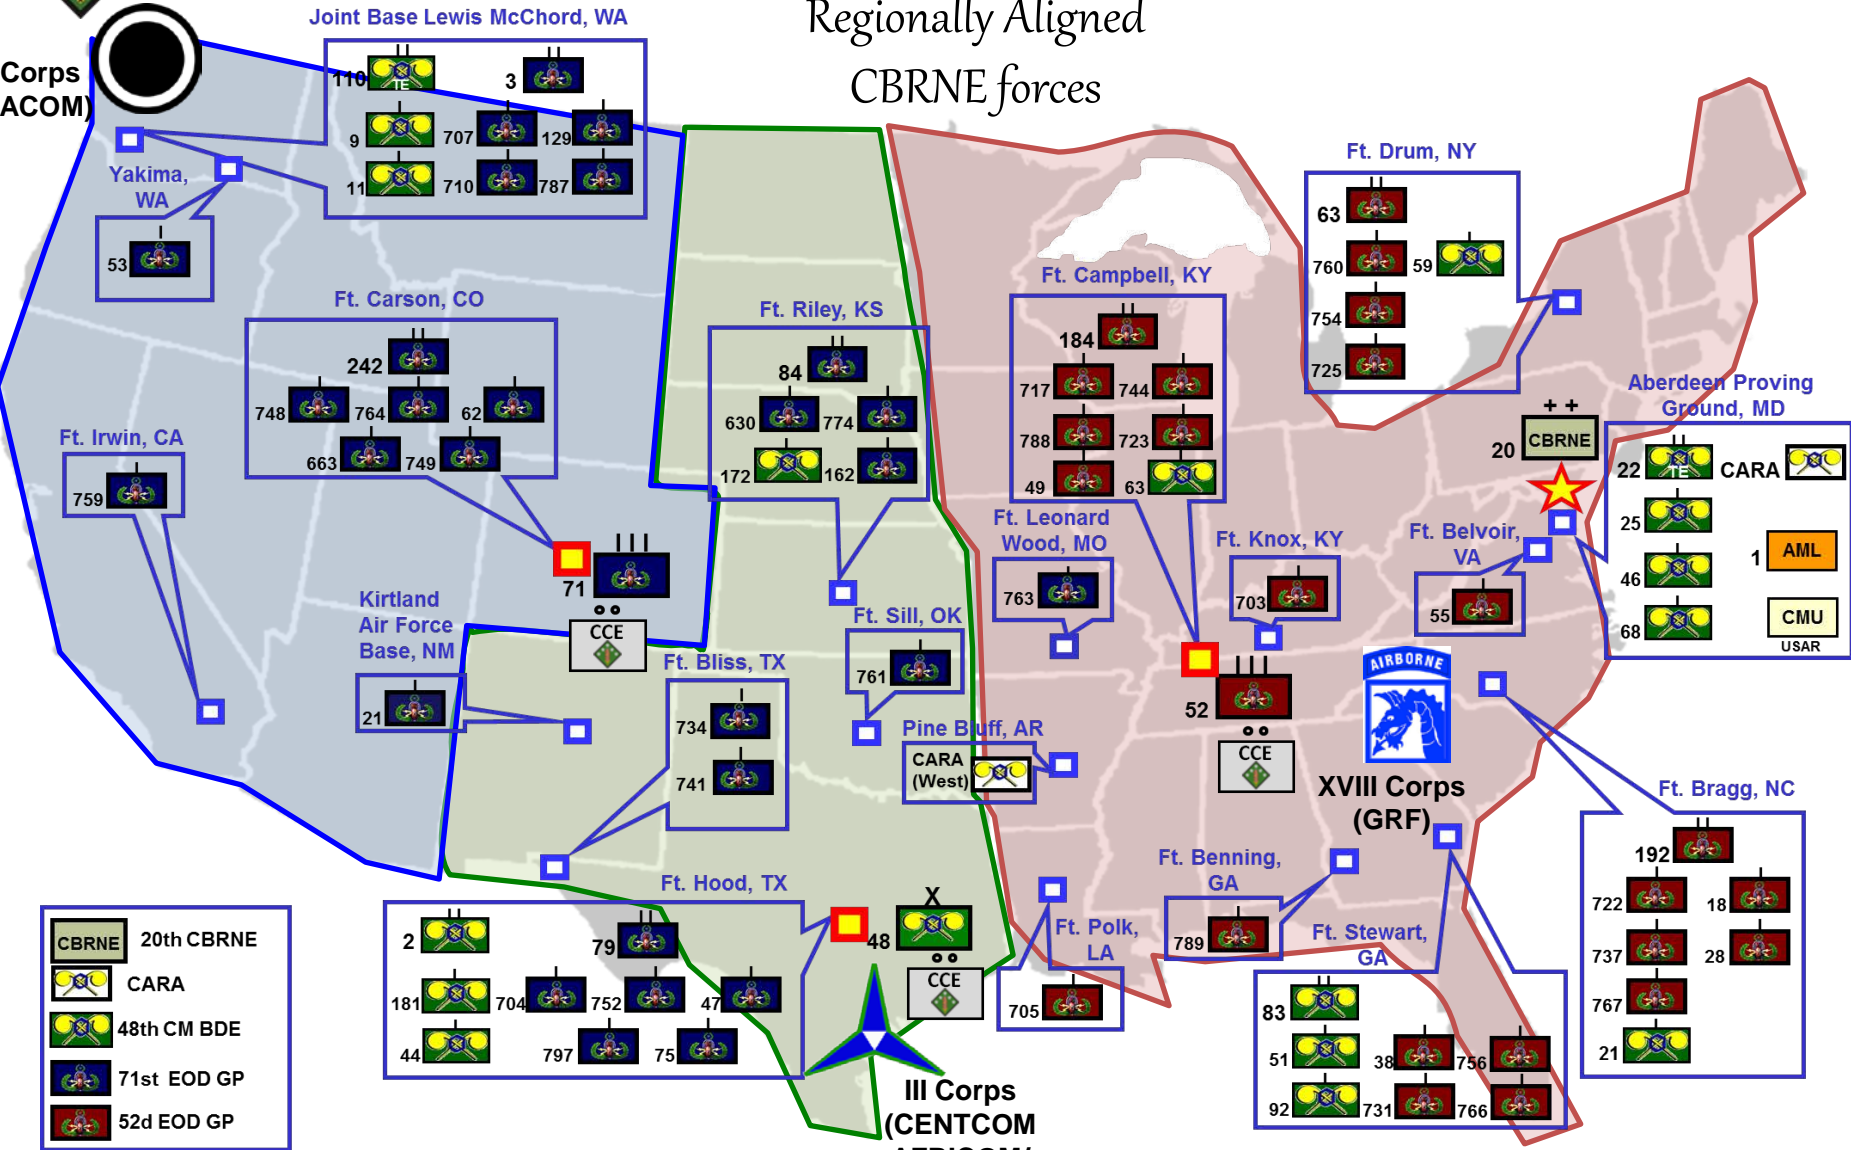 Regionally Aligned
CBRNE forces
Corps
ACOM)
Joint Base Lewis McChord, WA
110
TE
3
9
707
129
11
710
787
Yakima,
WA
53
Ft. Carson, CO
242
748
764
62
663
749
Ft. Irwin, CA
759
71
CCE
Kirtland
Air Force
Base, NM
21
Ft. Riley, KS
84
630
774
172
162
Ft. Sill, OK
761
Ft. Bliss, TX
734
741
Pine Bluff, AR
CARA
(West)
Ft. Hood, TX
2
79
181
704
752
47
44
797
75
X
48
CCE
III Corps
(CENTCOM
Ft. Campbell, KY
184
717
744
788
723
49
63
Ft. Leonard
Wood, MO
763
Ft. Knox, KY
703
52
CCE
Ft. Drum, NY
63
760
59
754
725
++
CBRNE
20
Aberdeen Proving
Ground, MD
22
TE
CARA
25
46
1
AML
68
CMU
USAR
Ft. Belvoir,
VA
55
AIRBORNE
XVIII Corps
(GRF)
Ft. Bragg, NC
192
722
18
737
28
767
21
Ft. Benning,
GA
789
Ft. Polk,
LA
705
Ft. Stewart,
GA
83
51
38
756
92
731
766
CBRNE
20th CBRNE
CARA
48th CM BDE
71st EOD GP
52d EOD GP